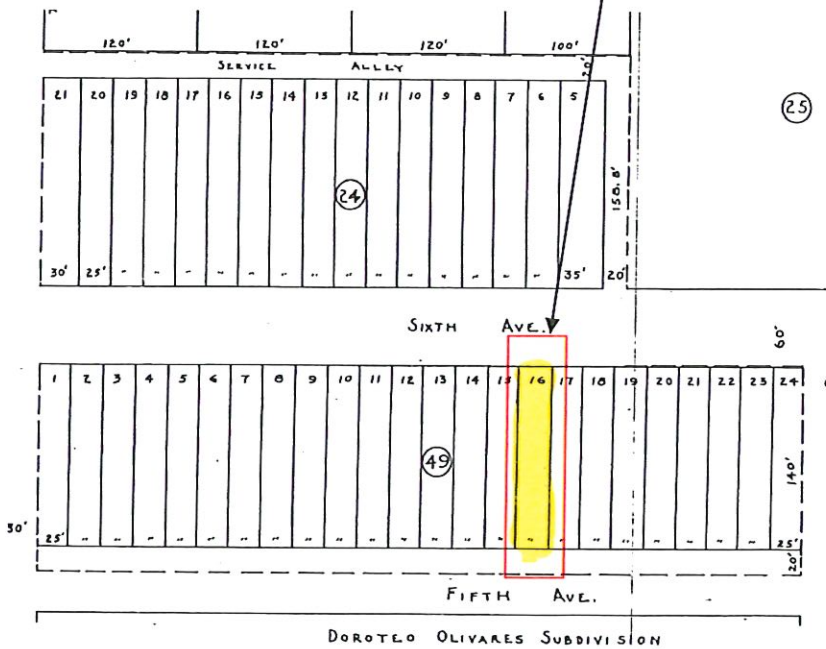 120' 120' 120' 100'
SERVICE ALLEY 20'
21 20 19 18 17 16 15 14 13 12 11 10 9 8 7 6 5
25
24
158.8'
30' 25' " " " " " " " " " " " " " " 35' 20'
SIXTH AVE.
60'
1 2 3 4 5 6 7 8 9 10 11 12 13 14 15 16 17 18 19 20 21 22 23 24
49
140'
30' 25' " " " " " " " " " " " " " " " " " " " " " " 25'
20'
FIFTH AVE.
DOROTEO OLIVARES SUBDIVISION